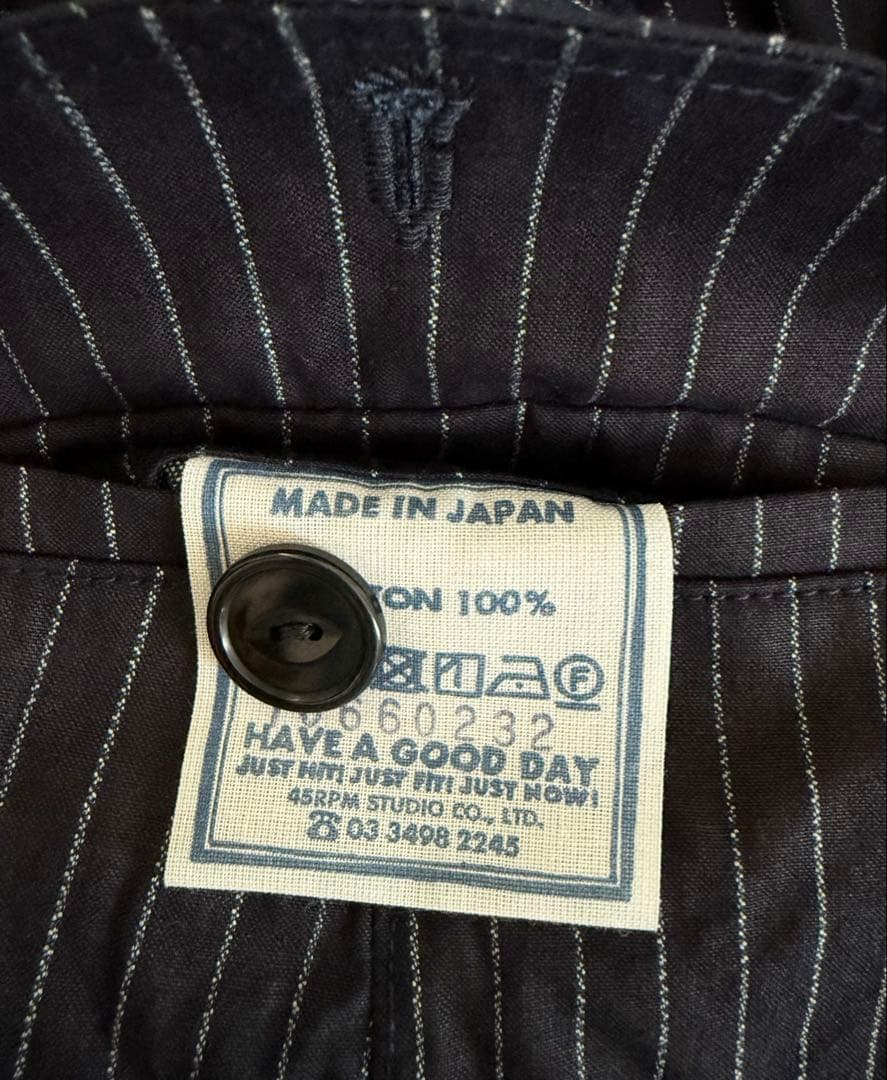 MADE IN JAPAN
100%
F
660232
HAVE A GOOD DAY
JUST HIT! JUST FIT! JUST NOW!
45RPM STUDIO CO., LTD.
☎ 03 3498 2245